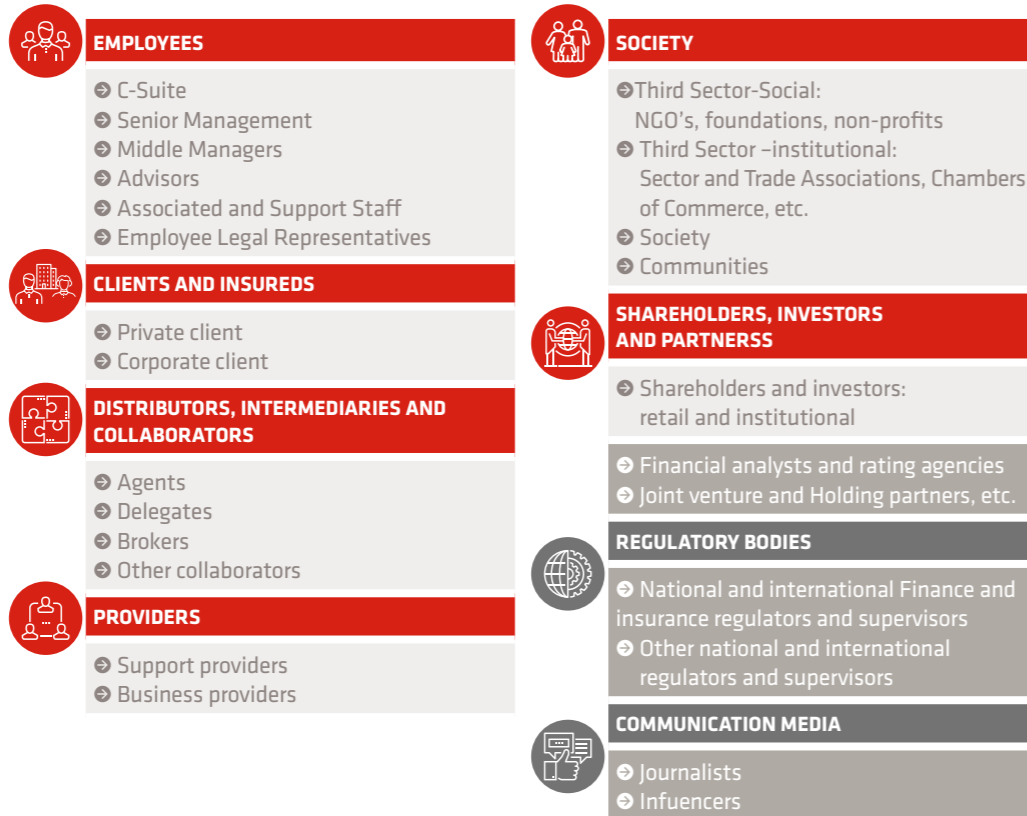 EMPLOYEES
C-Suite
Senior Management
Middle Managers
Advisors
Associated and Support Staff
Employee Legal Representatives
CLIENTS AND INSUREDS
Private client
Corporate client
DISTRIBUTORS, INTERMEDIARIES AND
COLLABORATORS
Agents
Delegates
Brokers
Other collaborators
PROVIDERS
Support providers
Business providers
SOCIETY
Third Sector-Social:
NGO's, foundations, non-profits
Third Sector –institutional:
Sector and Trade Associations, Chambers
of Commerce, etc.
Society
Communities
SHAREHOLDERS, INVESTORS
AND PARTNERSS
Shareholders and investors:
retail and institutional
Financial analysts and rating agencies
Joint venture and Holding partners, etc.
REGULATORY BODIES
National and international Finance and
insurance regulators and supervisors
Other national and international
regulators and supervisors
COMMUNICATION MEDIA
Journalists
Infuencers